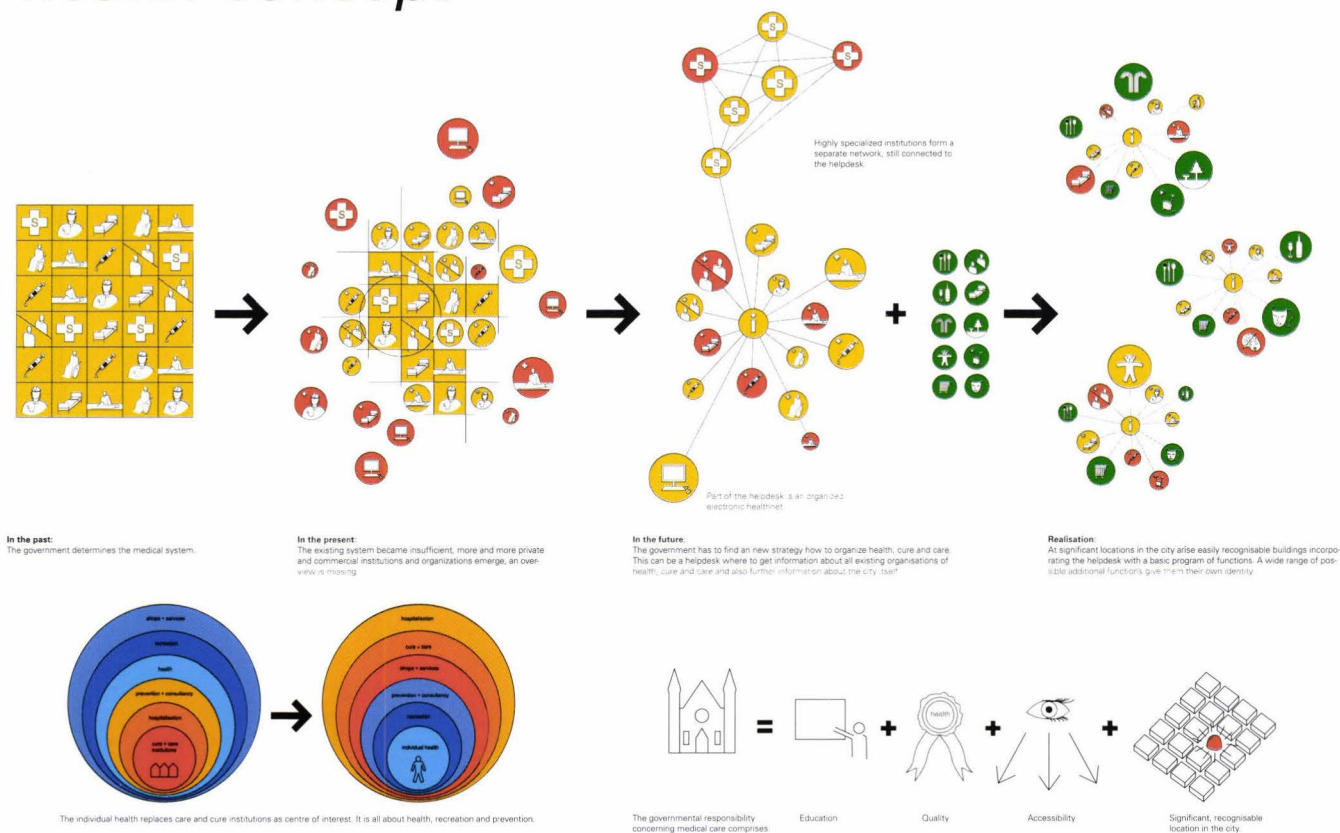 Highly specialized institutions form a
separate network, still connected to
the helpdesk.
Part of the helpdesk is an organized
electronic healthnet
In the past:
The government determines the medical system.
In the present:
The existing system became insufficient, more and more private
and commercial institutions and organizations emerge, an over-
view is missing
In the future:
The government has to find an new strategy how to organize health, cure and care.
This can be a helpdesk where to get information about all existing organisations of
health, cure and care and also further information about the city itself
Realisation:
At significant locations in the city arise easily recognisable buildings incorpo-
rating the helpdesk with a basic program of functions. A wide range of pos-
sible additional functions give them their own identity.
shops + services
recreation
health
prevention + consultancy
hospitalisation
cure + care
institutions
hospitalisation
cure + care
shops + services
prevention + consultancy
recreation
individual health
health
The individual health replaces care and cure institutions as centre of interest. It is all about health, recreation and prevention.
The governmental responsibility
concerning medical care comprises
Education
Quality
Accessibility
Significant, recognisable
location in the city.